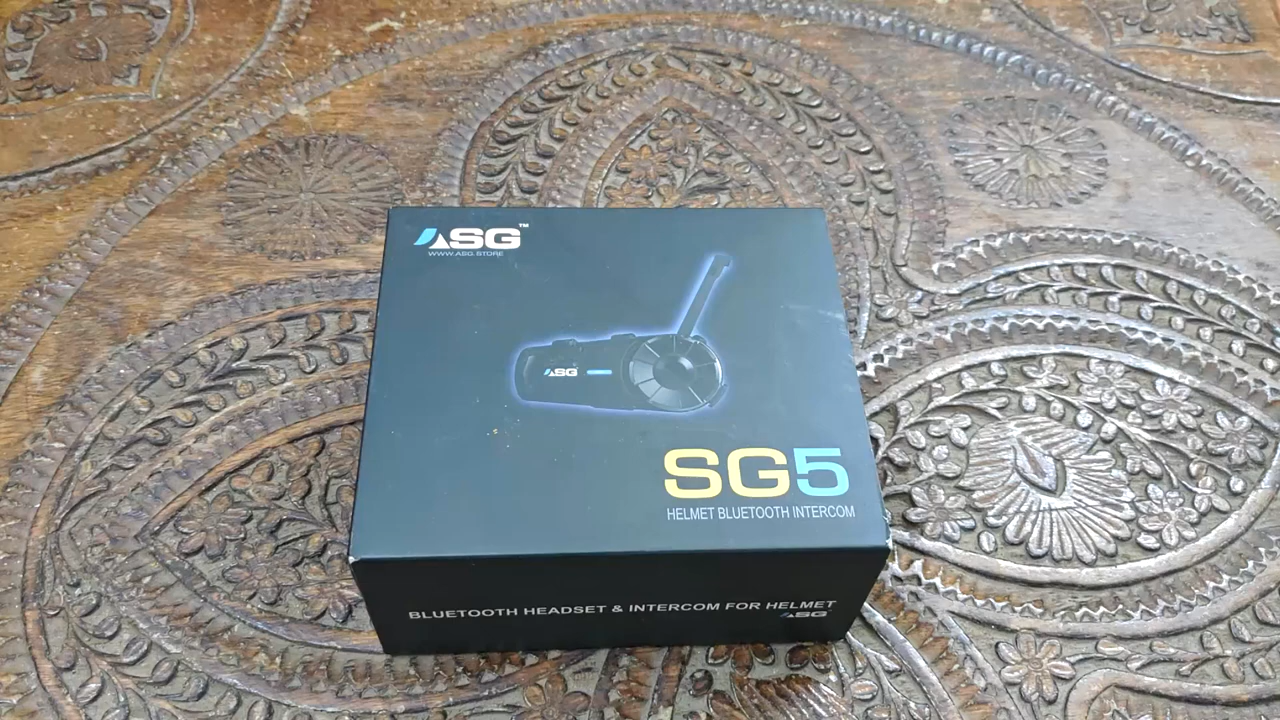 ASG™
WWW.ASG.STORE
ASG
SG5
HELMET BLUETOOTH INTERCOM
BLUETOOTH HEADSET & INTERCOM FOR HELMET
ASG